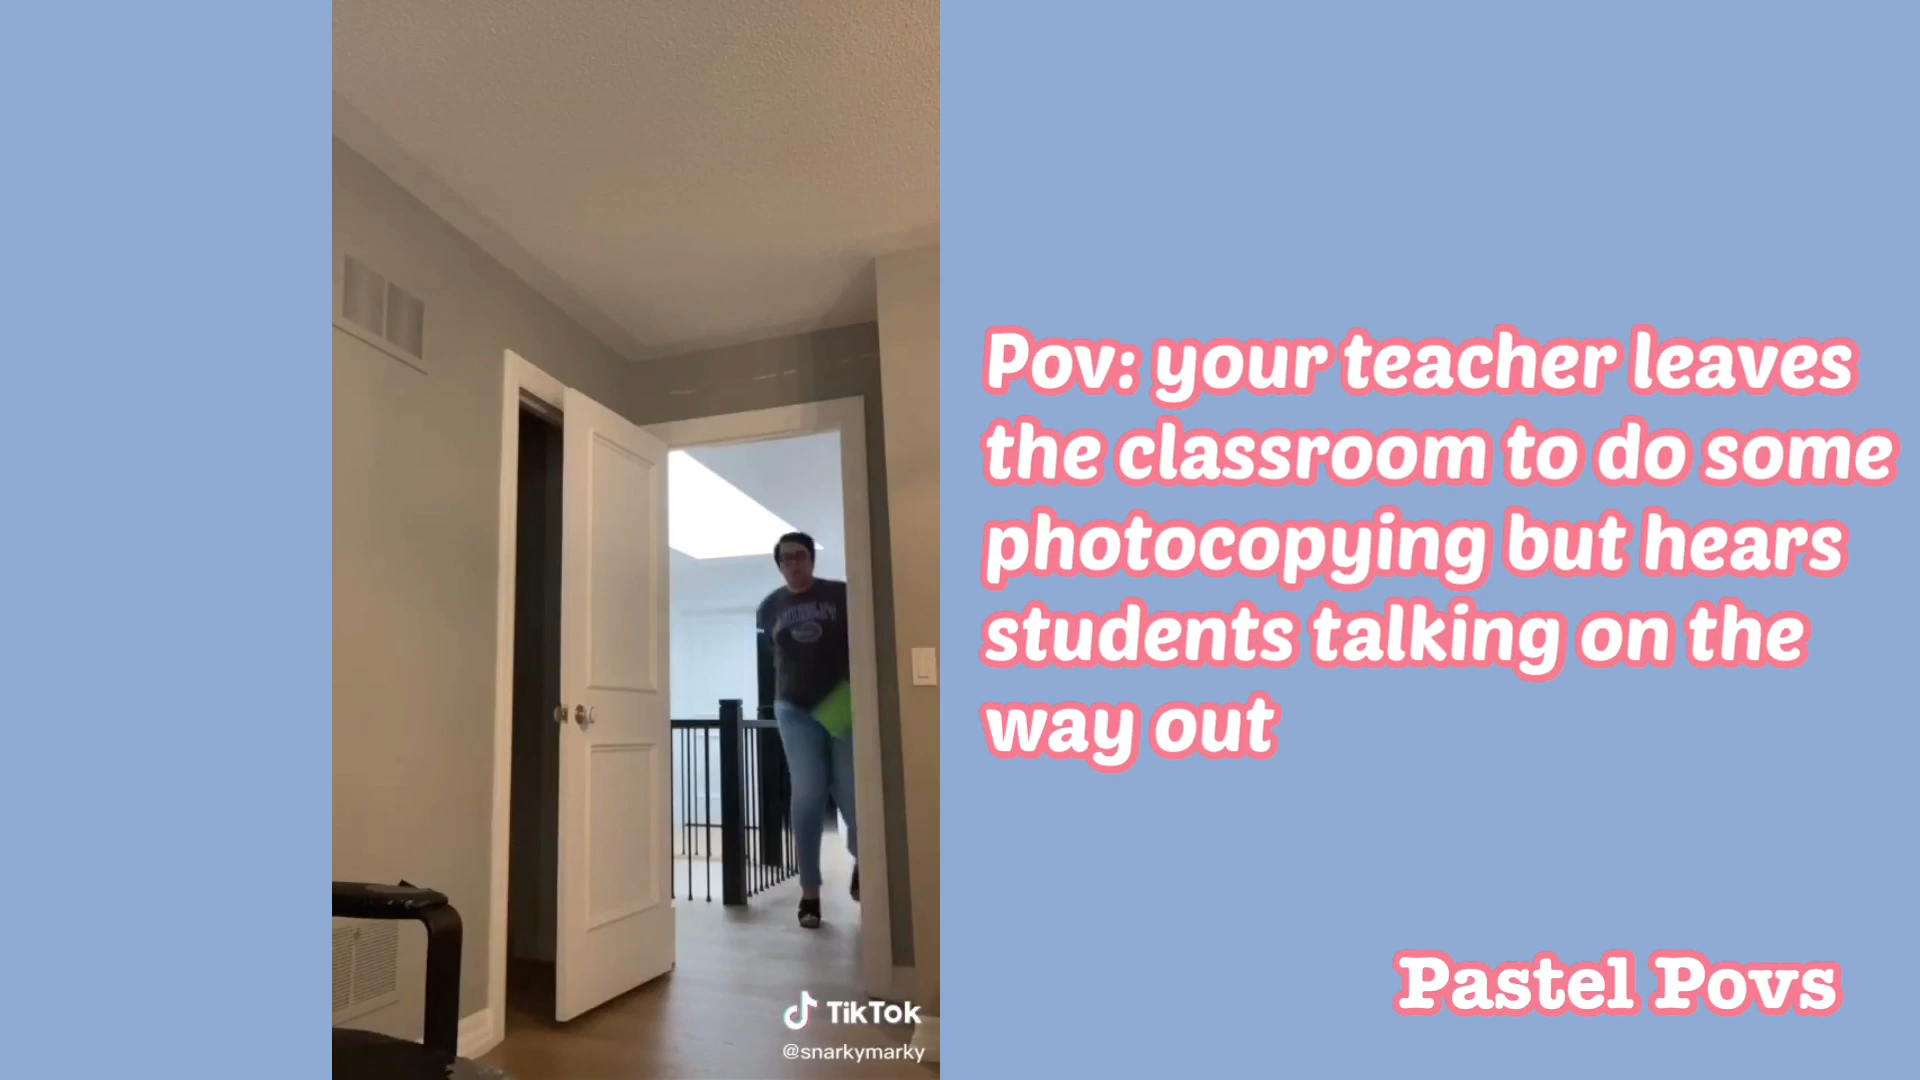 Pov: your teacher leaves
the classroom to do some
photocopying but hears
students talking on the
way out
Pastel Povs
TikTok
@snarkymarky